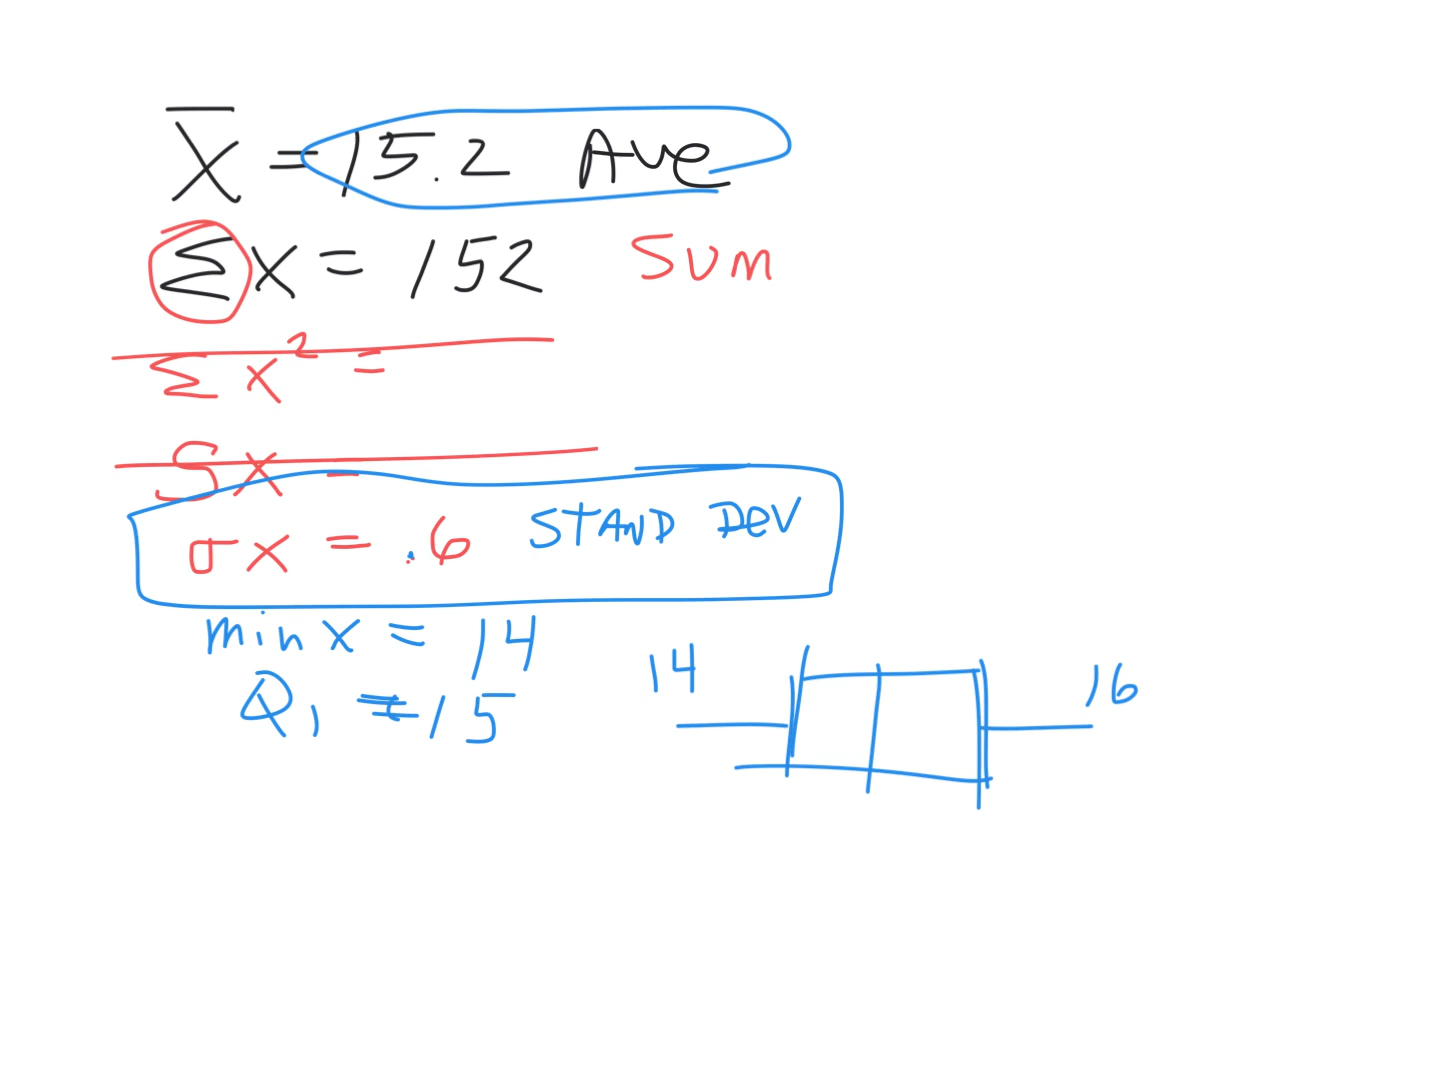 x̄ = 15.2 Ave
Σx = 152 Sum
Σx² =
Sx =
σx = .6 STAND DEV
min x = 14
Q₁ = 15
14
16